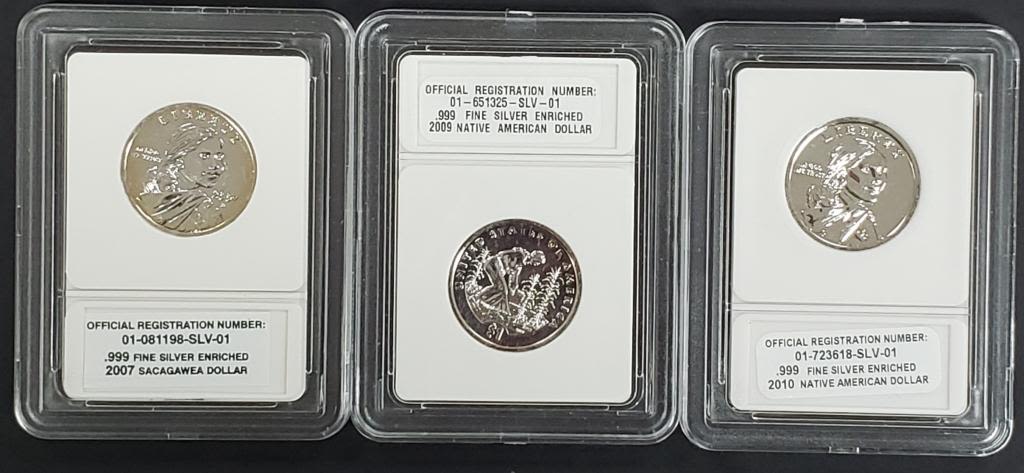 LIBERTY
OFFICIAL REGISTRATION NUMBER:
01-081198-SLV-01
.999 FINE SILVER ENRICHED
2007 SACAGAWEA DOLLAR
OFFICIAL REGISTRATION NUMBER:
01-651325-SLV-01
.999 FINE SILVER ENRICHED
2009 NATIVE AMERICAN DOLLAR
UNITED STATES OF AMERICA
$1
LIBERTY
OFFICIAL REGISTRATION NUMBER:
01-723618-SLV-01
.999 FINE SILVER ENRICHED
2010 NATIVE AMERICAN DOLLAR